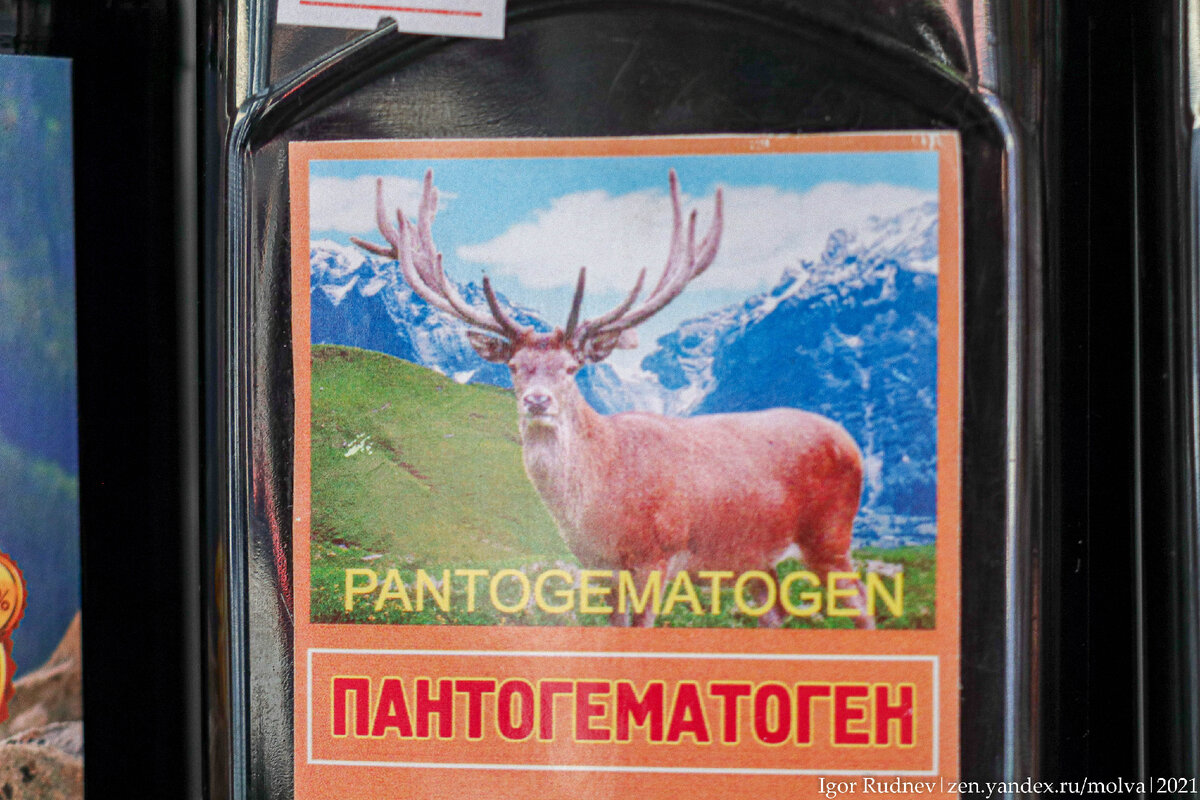 PANTOGEMATOGEN
ПАНТОГЕМАТОГЕН
%
Igor Rudnev|zen.yandex.ru/molva|2021